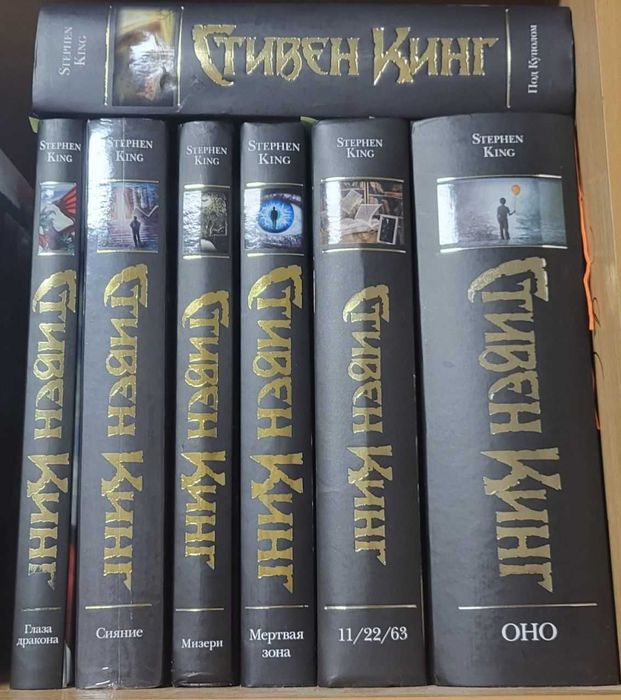 STEPHEN
KING
СТИВЕН КИНГ
Под Куполом
STEPHEN
KING
СТИВЕН КИНГ
Глаза
дракона
STEPHEN
KING
СТИВЕН КИНГ
Сияние
STEPHEN
KING
СТИВЕН КИНГ
Мизери
STEPHEN
KING
СТИВЕН КИНГ
Мертвая
зона
STEPHEN
KING
СТИВЕН КИНГ
11/22/63
STEPHEN
KING
СТИВЕН КИНГ
ОНО